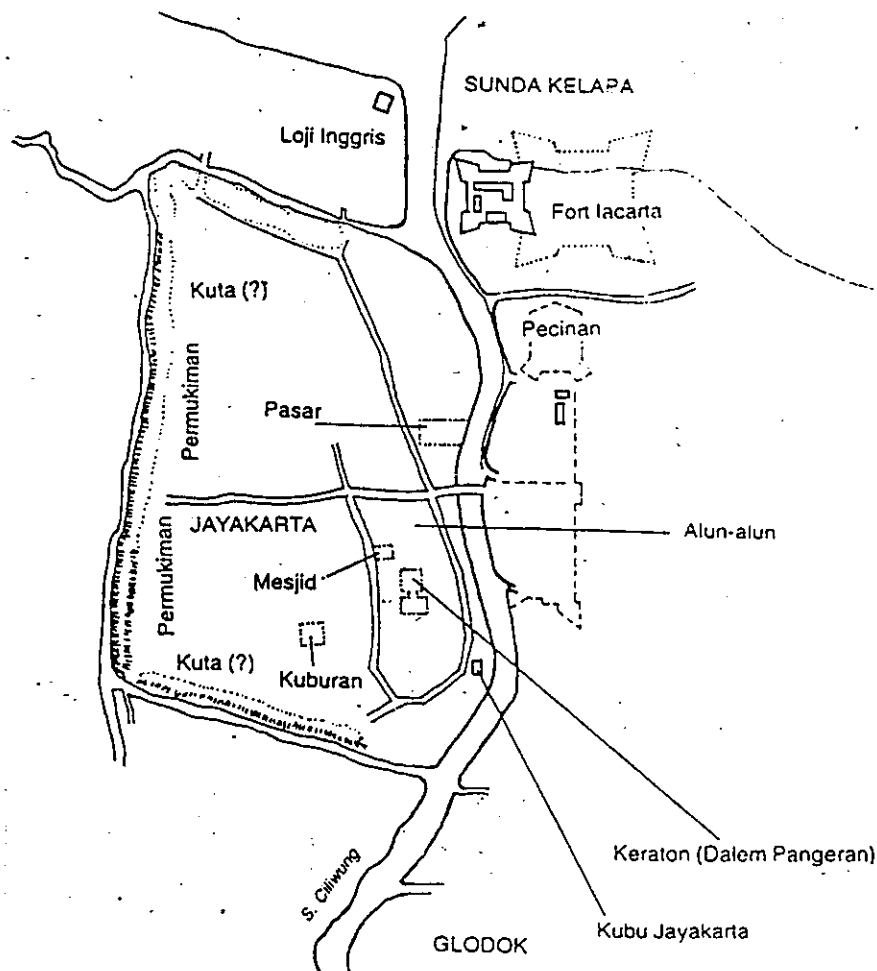 SUNDA KELAPA
Loji Inggris
Fort Iacarta
Kuta (?)
Pecinan
Permukiman
Pasar
JAYAKARTA
Alun-alun
Mesjid
Permukiman
Kuta (?)
Kuburan
Keraton (Dalem Pangeran)
S. Ciliwung
Kubu Jayakarta
GLODOK